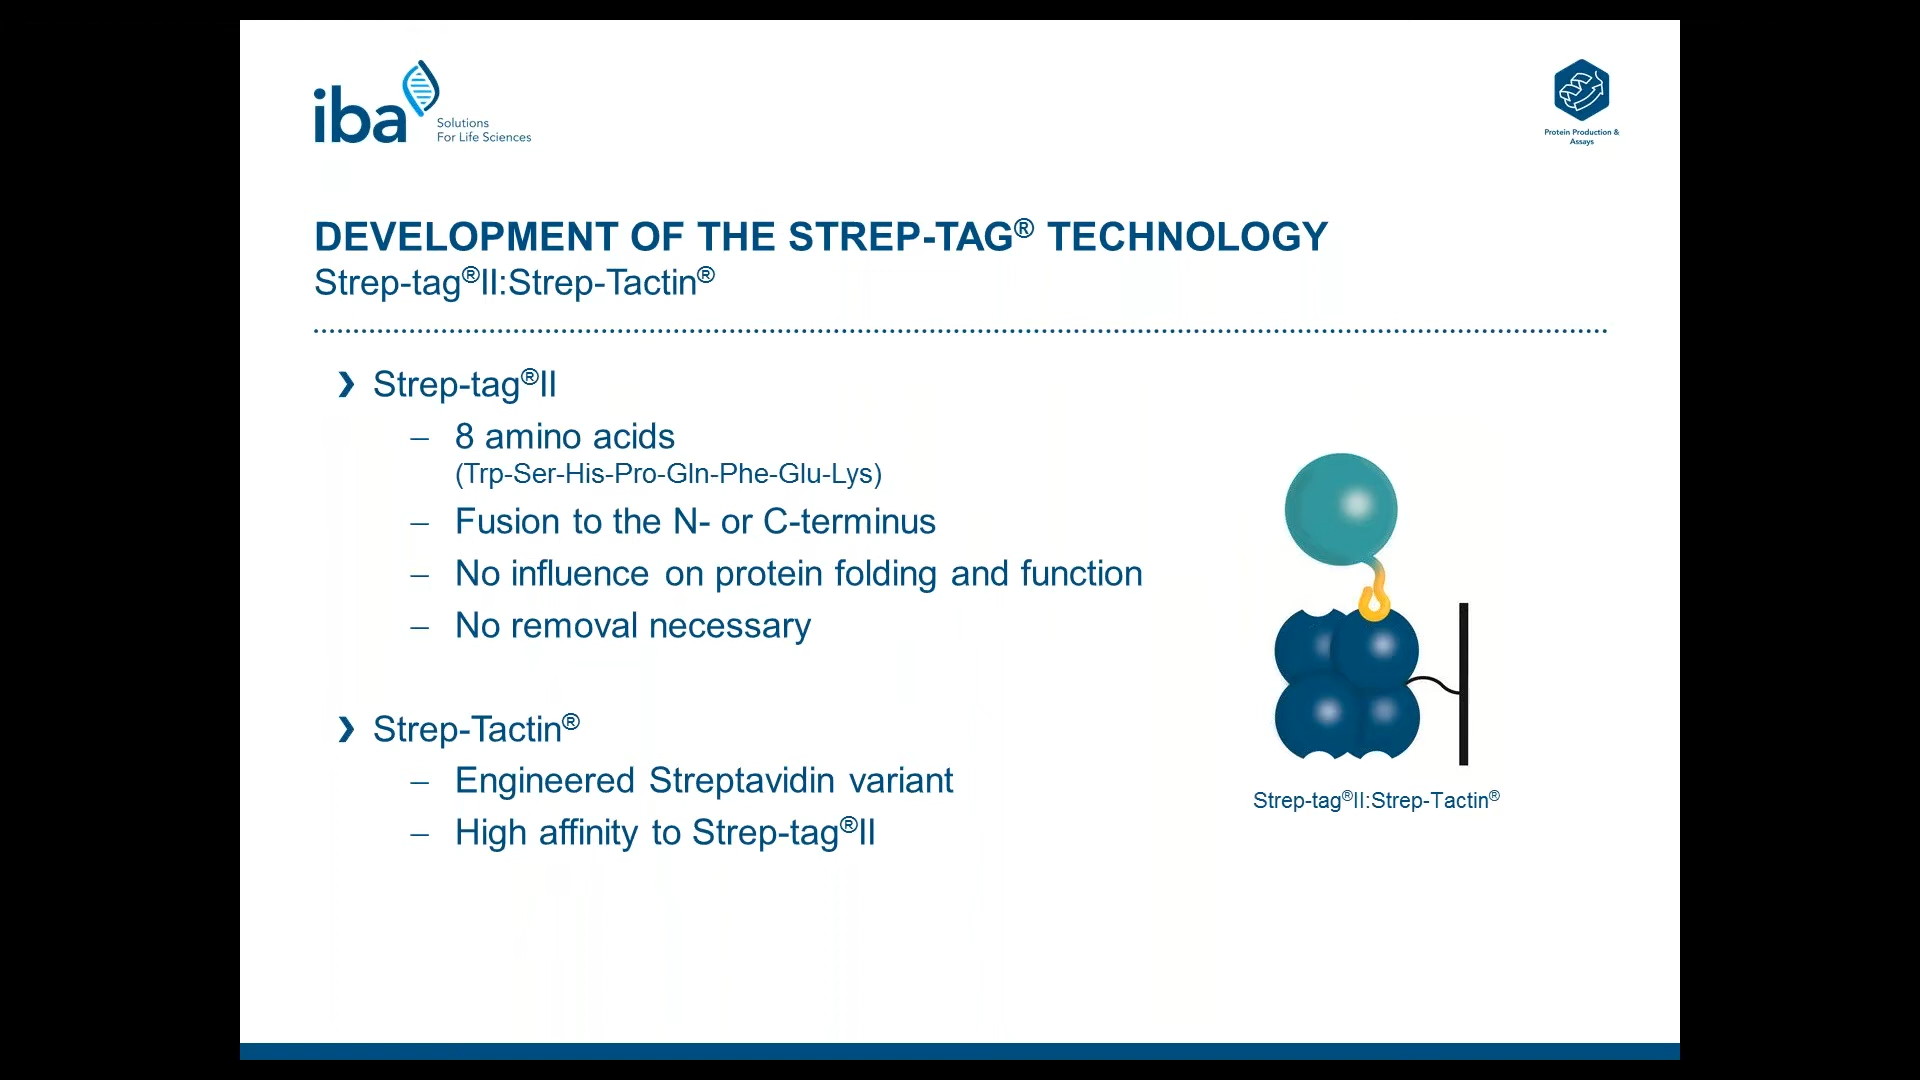 iba
Solutions
For Life Sciences
Protein Production &
Assays
DEVELOPMENT OF THE STREP-TAG® TECHNOLOGY
Strep-tag®II:Strep-Tactin®
❯ Strep-tag®II
– 8 amino acids
(Trp-Ser-His-Pro-Gln-Phe-Glu-Lys)
– Fusion to the N- or C-terminus
– No influence on protein folding and function
– No removal necessary
❯ Strep-Tactin®
– Engineered Streptavidin variant
– High affinity to Strep-tag®II
Strep-tag®II:Strep-Tactin®